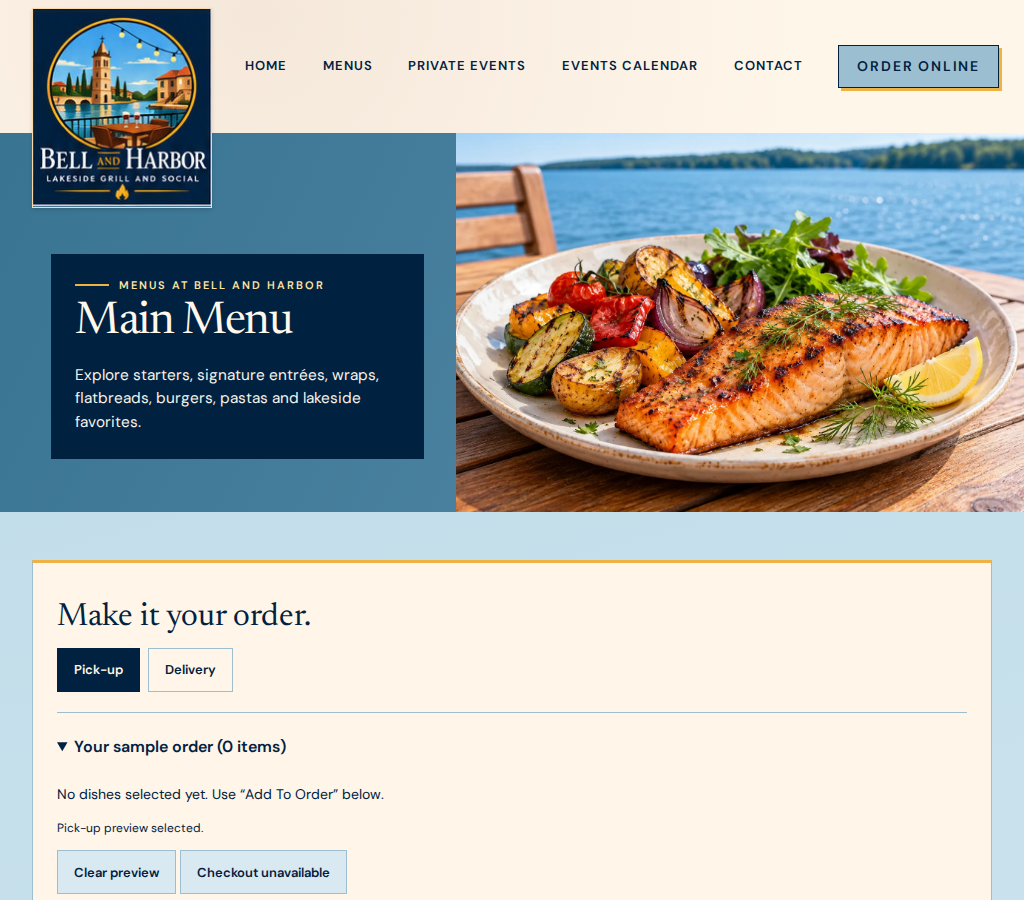 BELL AND HARBOR
LAKESIDE GRILL AND SOCIAL
HOME
MENUS
PRIVATE EVENTS
EVENTS CALENDAR
CONTACT
ORDER ONLINE
MENUS AT BELL AND HARBOR
Main Menu
Explore starters, signature entrées, wraps,
flatbreads, burgers, pastas and lakeside
favorites.
Make it your order.
Pick-up
Delivery
Your sample order (0 items)
No dishes selected yet. Use “Add To Order” below.
Pick-up preview selected.
Clear preview
Checkout unavailable